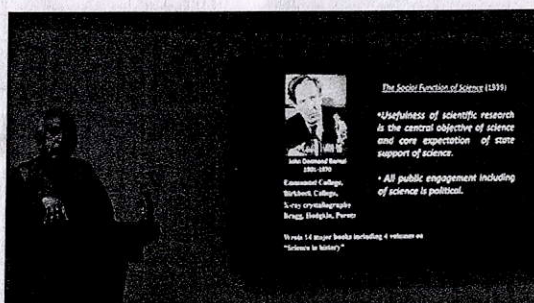 The Social Function of Science (1939)
•Usefulness of scientific research
is the central objective of science
and core expectation of state
support of science.
• All public engagement including
of science is political.
John Desmond Bernal
1901-1970
Emmanuel College,
Birkbeck College,
X-ray crystallography
Bragg, Hodgkin, Perutz
Wrote 14 major books including 4 volumes on
"Science in history"